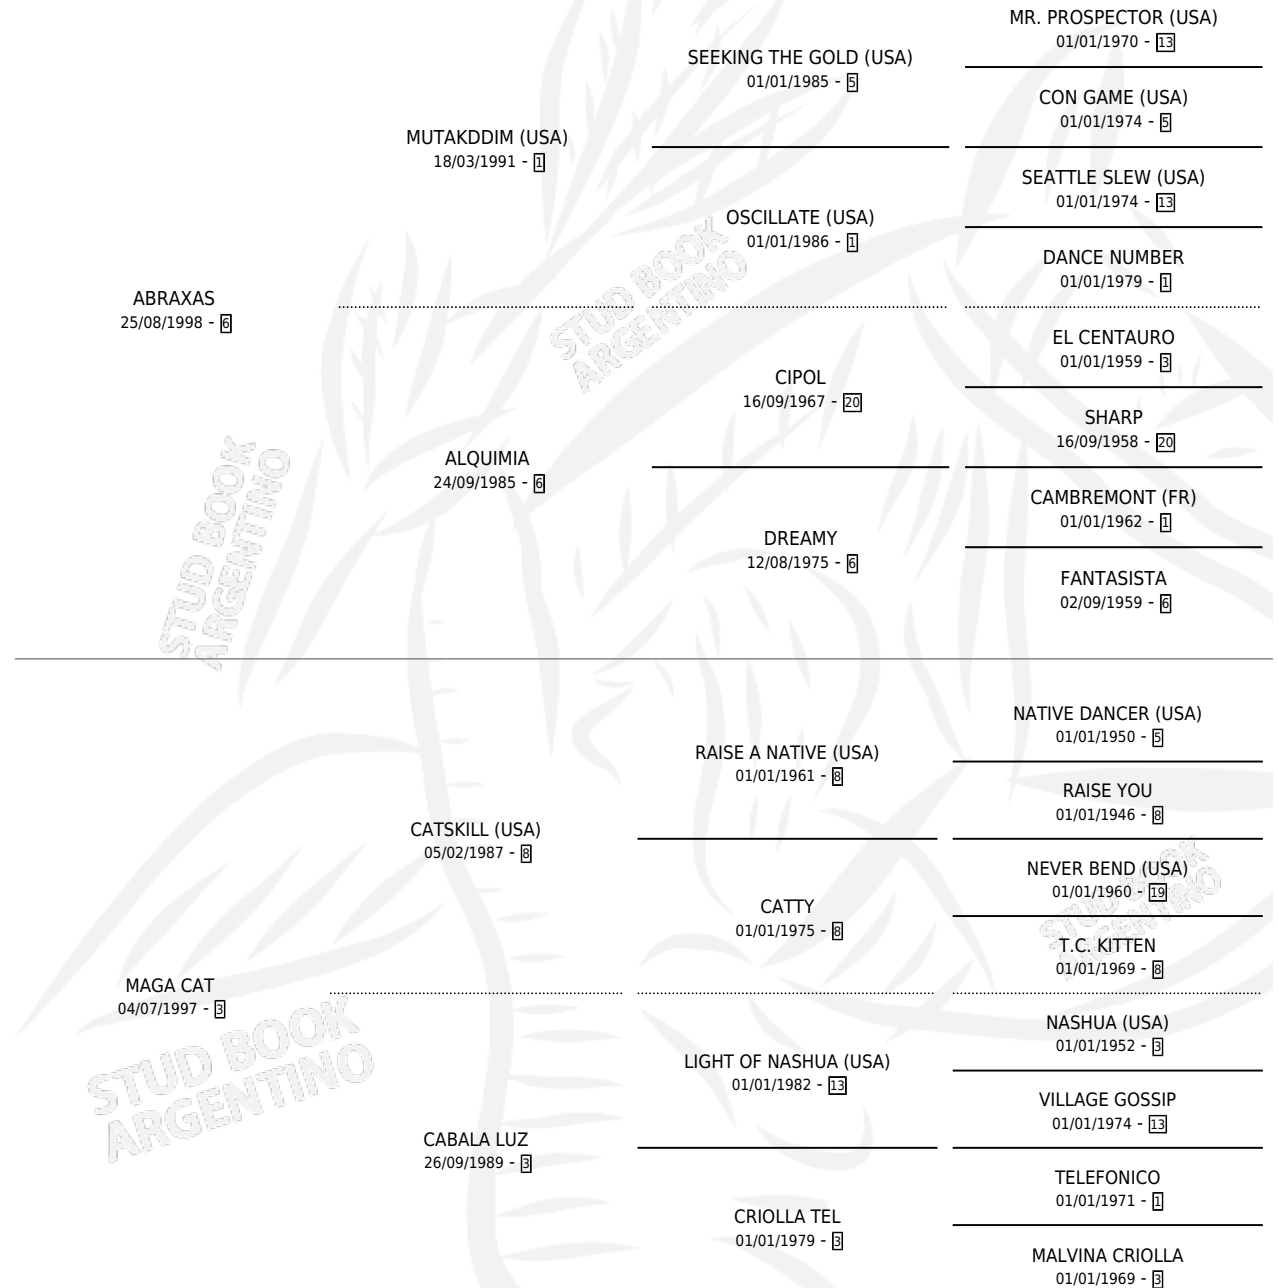 MR. PROSPECTOR (USA)
01/01/1970 - 13
SEEKING THE GOLD (USA)
01/01/1985 - 5
CON GAME (USA)
01/01/1974 - 5
MUTAKDDIM (USA)
18/03/1991 - 1
SEATTLE SLEW (USA)
01/01/1974 - 13
OSCILLATE (USA)
01/01/1986 - 1
DANCE NUMBER
01/01/1979 - 1
ABRAXAS
25/08/1998 - 6
EL CENTAURO
01/01/1959 - 3
CIPOL
16/09/1967 - 20
SHARP
16/09/1958 - 20
ALQUIMIA
24/09/1985 - 6
CAMBREMONT (FR)
01/01/1962 - 1
DREAMY
12/08/1975 - 6
FANTASISTA
02/09/1959 - 6
NATIVE DANCER (USA)
01/01/1950 - 5
RAISE A NATIVE (USA)
01/01/1961 - 8
RAISE YOU
01/01/1946 - 8
CATSKILL (USA)
05/02/1987 - 8
NEVER BEND (USA)
01/01/1960 - 19
CATTY
01/01/1975 - 8
T.C. KITTEN
01/01/1969 - 8
MAGA CAT
04/07/1997 - 3
NASHUA (USA)
01/01/1952 - 3
LIGHT OF NASHUA (USA)
01/01/1982 - 13
VILLAGE GOSSIP
01/01/1974 - 13
CABALA LUZ
26/09/1989 - 3
TELEFONICO
01/01/1971 - 1
CRIOLLA TEL
01/01/1979 - 3
MALVINA CRIOLLA
01/01/1969 - 3
STUD BOOK
ARGENTINO
STUD BOOK
ARGENTINO
STUD BOOK
ARGENTINO
STUD BOOK
ARGENTINO